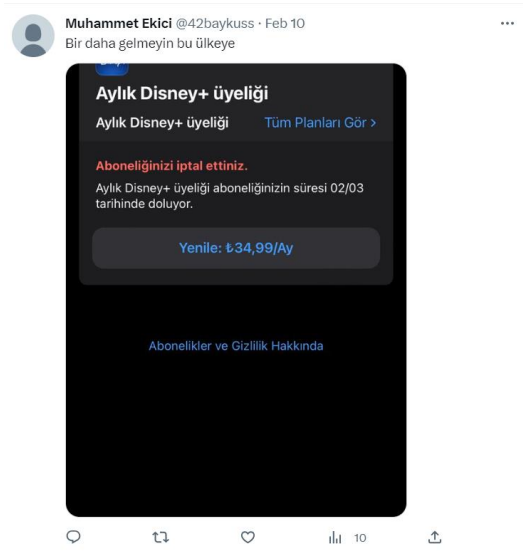 Muhammet Ekici @42baykuss · Feb 10
Bir daha gelmeyin bu ülkeye
Aylık Disney+ üyeliği
Aylık Disney+ üyeliği Tüm Planları Gör >
Aboneliğinizi iptal ettiniz.
Aylık Disney+ üyeliği aboneliğinizin süresi 02/03
tarihinde doluyor.
Yenile: ₺34,99/Ay
Abonelikler ve Gizlilik Hakkında
10